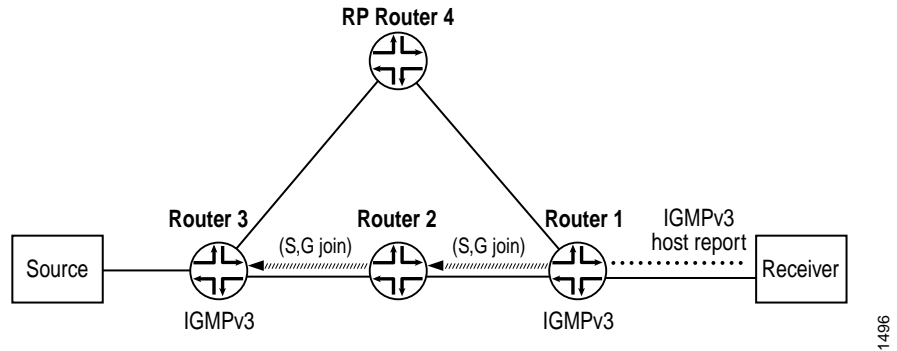 RP Router 4
Router 3
Router 2
Router 1
IGMPv3
host report
(S,G join)
(S,G join)
Source
Receiver
IGMPv3
IGMPv3
1496